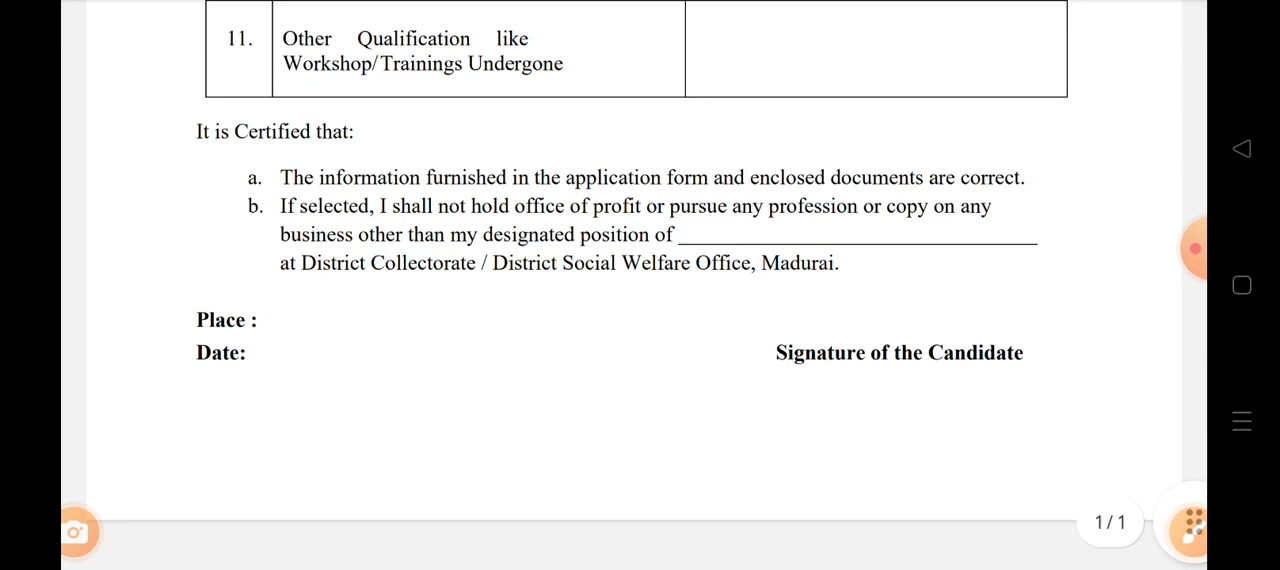 11. Other Qualification like
Workshop/Trainings Undergone
It is Certified that:
a. The information furnished in the application form and enclosed documents are correct.
b. If selected, I shall not hold office of profit or pursue any profession or copy on any
business other than my designated position of
at District Collectorate / District Social Welfare Office, Madurai.
Place :
Date: Signature of the Candidate
1/1